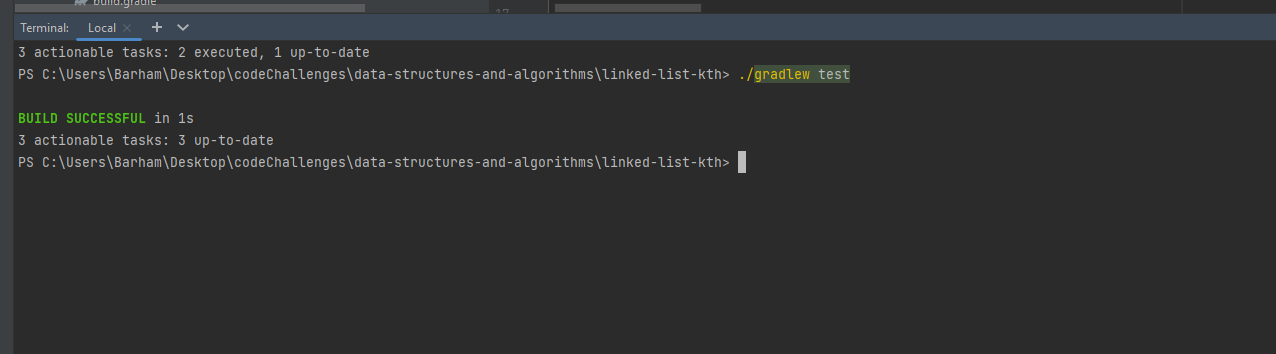 build.gradle
17
Terminal: Local
3 actionable tasks: 2 executed, 1 up-to-date
PS C:\Users\Barham\Desktop\codeChallenges\data-structures-and-algorithms\linked-list-kth> ./gradlew test
BUILD SUCCESSFUL in 1s
3 actionable tasks: 3 up-to-date
PS C:\Users\Barham\Desktop\codeChallenges\data-structures-and-algorithms\linked-list-kth>